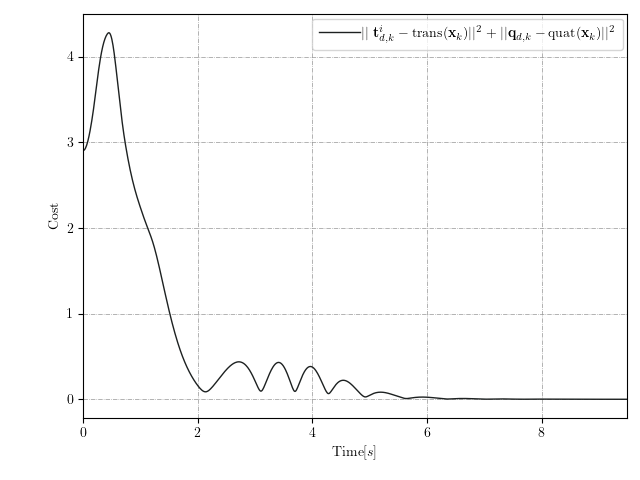 || t^i_{d,k} − trans(x_k)||² + ||q_{d,k} − quat(x_k)||²
4
3
2
1
0
Cost
0 2 4 6 8
Time[s]